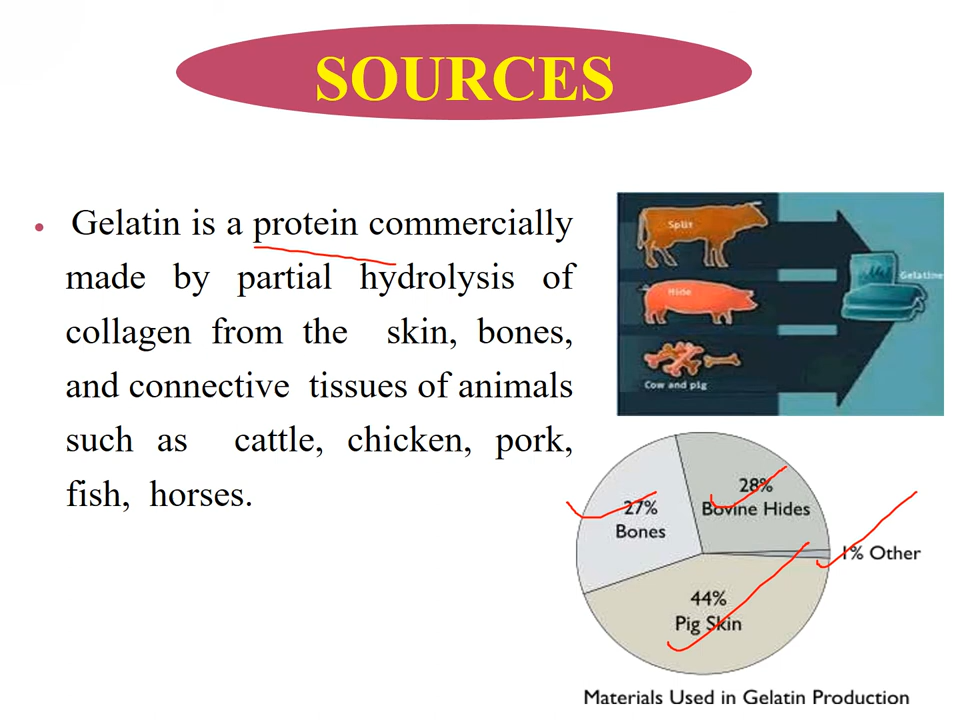 SOURCES
• Gelatin is a protein commercially
made by partial hydrolysis of
collagen from the skin, bones,
and connective tissues of animals
such as cattle, chicken, pork,
fish, horses.
Split
Gelatine
Hide
Cow and pig
28%
Bovine Hides
27%
Bones
1% Other
44%
Pig Skin
Materials Used in Gelatin Production